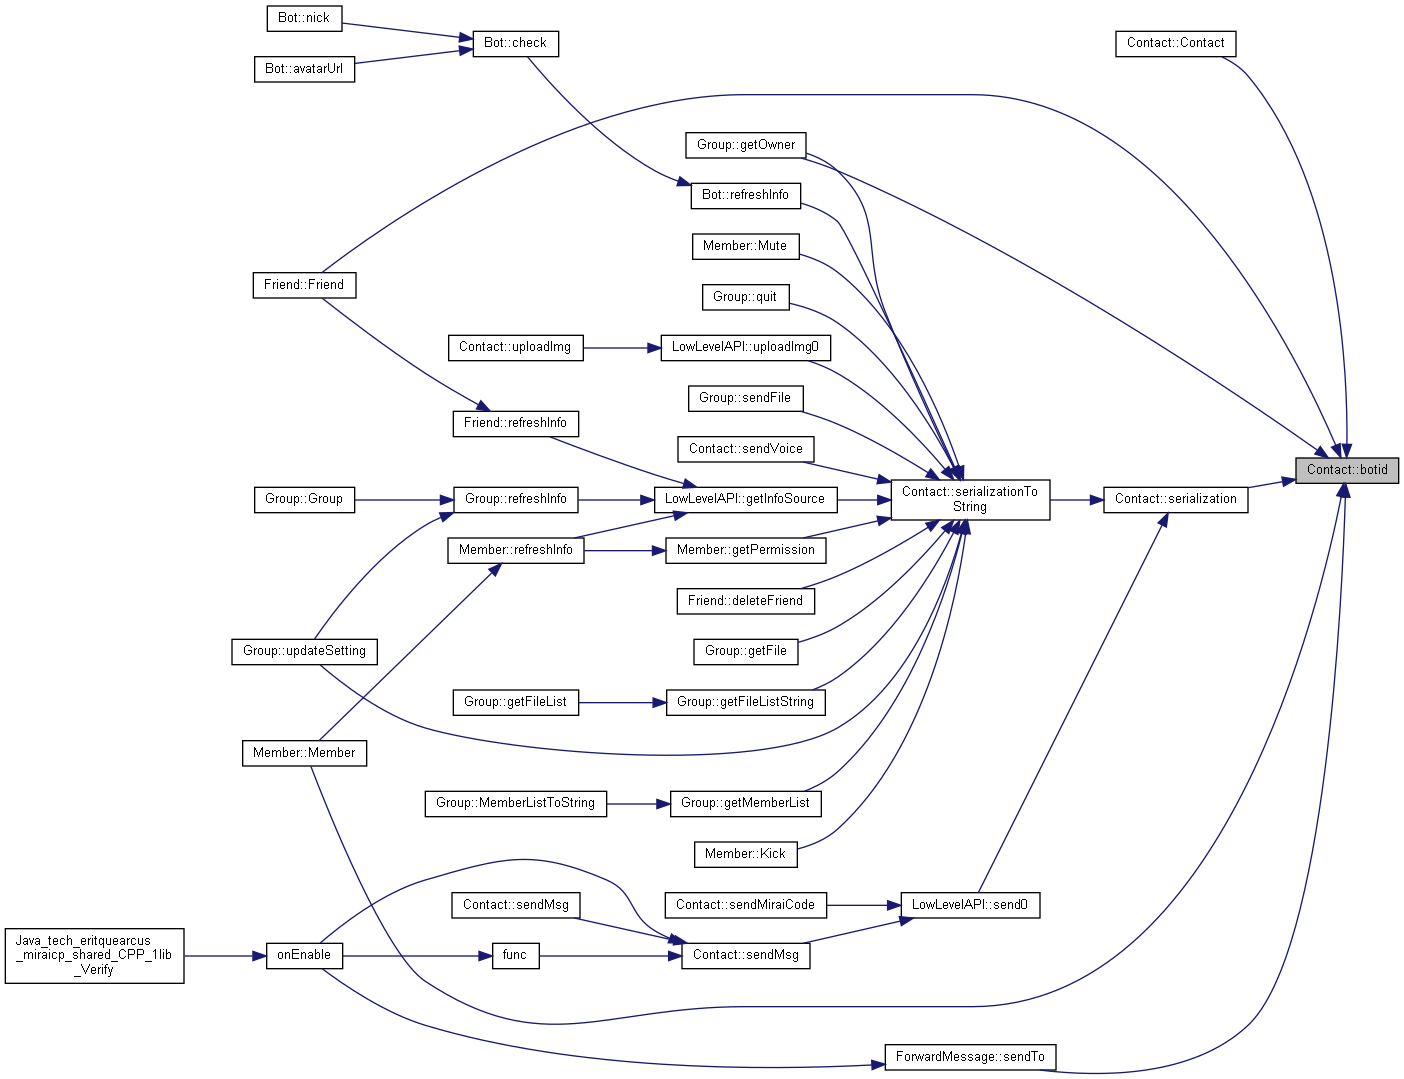 Bot::nick
Bot::check
Contact::Contact
Bot::avatarUrl
Group::getOwner
Bot::refreshInfo
Member::Mute
Friend::Friend
Group::quit
Contact::uploadImg
LowLevelAPI::uploadImg0
Group::sendFile
Friend::refreshInfo
Contact::sendVoice
Contact::botid
Group::Group
Group::refreshInfo
LowLevelAPI::getInfoSource
Contact::serializationTo
String
Contact::serialization
Member::refreshInfo
Member::getPermission
Friend::deleteFriend
Group::updateSetting
Group::getFile
Group::getFileList
Group::getFileListString
Member::Member
Group::MemberListToString
Group::getMemberList
Member::Kick
Contact::sendMsg
Contact::sendMiraiCode
LowLevelAPI::send0
Java_tech_eritquearcus
_miraicp_shared_CPP_1lib
_Verify
onEnable
func
Contact::sendMsg
ForwardMessage::sendTo